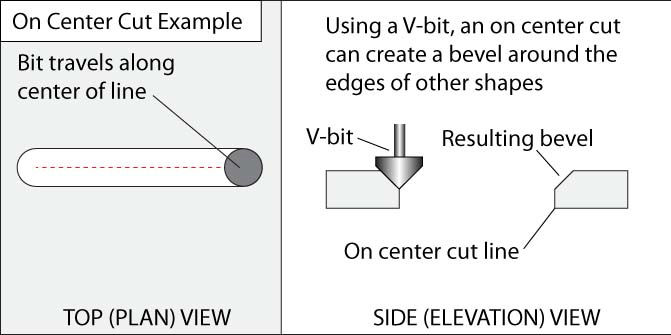 On Center Cut Example
Bit travels along
center of line
TOP (PLAN) VIEW
Using a V-bit, an on center cut
can create a bevel around the
edges of other shapes
V-bit
Resulting bevel
On center cut line
SIDE (ELEVATION) VIEW